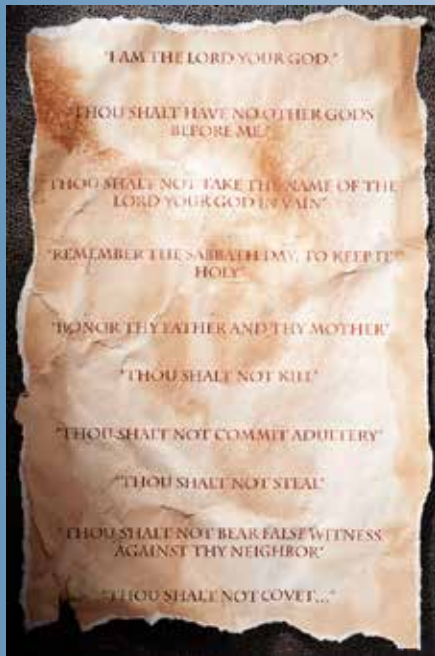 "I AM THE LORD YOUR GOD."
"THOU SHALT HAVE NO OTHER GODS
BEFORE ME."
"THOU SHALT NOT TAKE THE NAME OF THE
LORD YOUR GOD IN VAIN"
"REMEMBER THE SABBATH DAY, TO KEEP IT
HOLY"
"HONOR THY FATHER AND THY MOTHER"
"THOU SHALT NOT KILL"
"THOU SHALT NOT COMMIT ADULTERY"
"THOU SHALT NOT STEAL"
"THOU SHALT NOT BEAR FALSE WITNESS
AGAINST THY NEIGHBOR"
"THOU SHALT NOT COVET..."